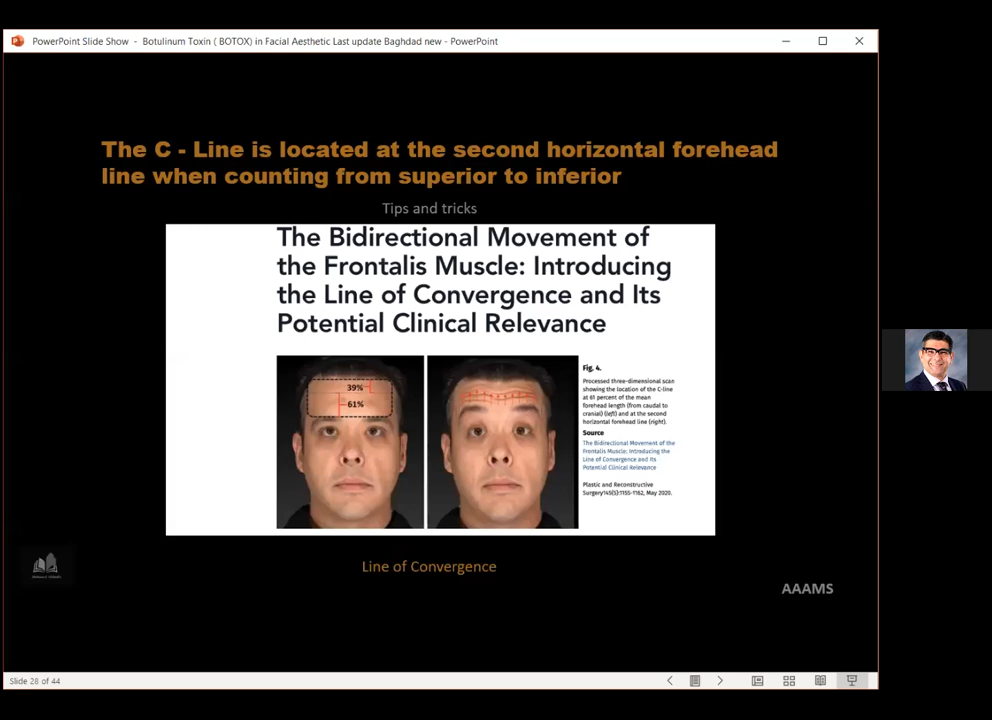 PowerPoint Slide Show - Botulinum Toxin ( BOTOX) in Facial Aesthetic Last update Baghdad new - PowerPoint
The C - Line is located at the second horizontal forehead
line when counting from superior to inferior
Tips and tricks
The Bidirectional Movement of
the Frontalis Muscle: Introducing
the Line of Convergence and Its
Potential Clinical Relevance
39%
61%
Fig. 4.
Processed three-dimensional scan
showing the location of the C-line
at 61 percent of the mean
forehead length (from caudal to
cranial) (left) and at the second
horizontal forehead line (right).
Source
The Bidirectional Movement of the
Frontalis Muscle: Introducing the
Line of Convergence and Its
Potential Clinical Relevance
Plastic and Reconstructive
Surgery145(5):1155-1162, May 2020.
Line of Convergence
AAAMS
Slide 28 of 44